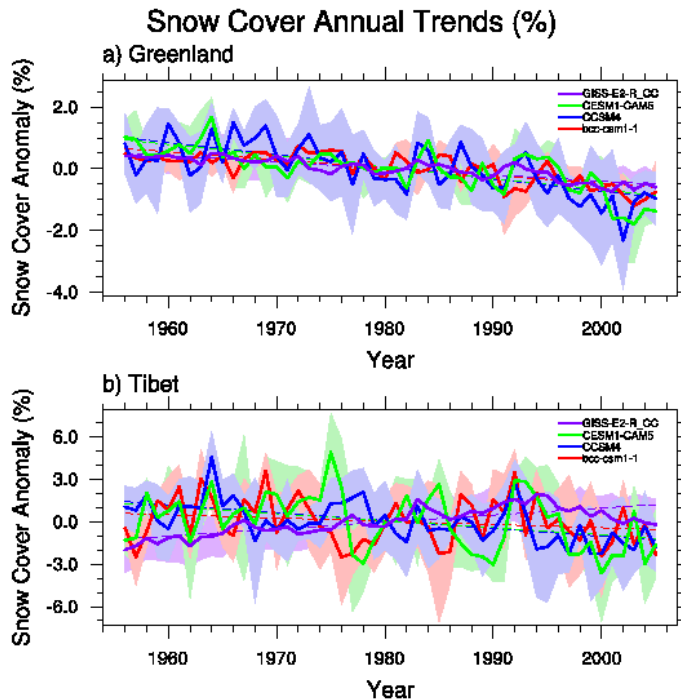 Snow Cover Annual Trends (%)
a) Greenland
GISS-E2-R_CC
CESM1-CAM5
CCSM4
bcc-csm1-1
Snow Cover Anomaly (%)
2.0
0.0
-2.0
-4.0
1960 1970 1980 1990 2000
Year
b) Tibet
GISS-E2-R_CC
CESM1-CAM5
CCSM4
bcc-csm1-1
Snow Cover Anomaly (%)
6.0
3.0
0.0
-3.0
-6.0
1960 1970 1980 1990 2000
Year